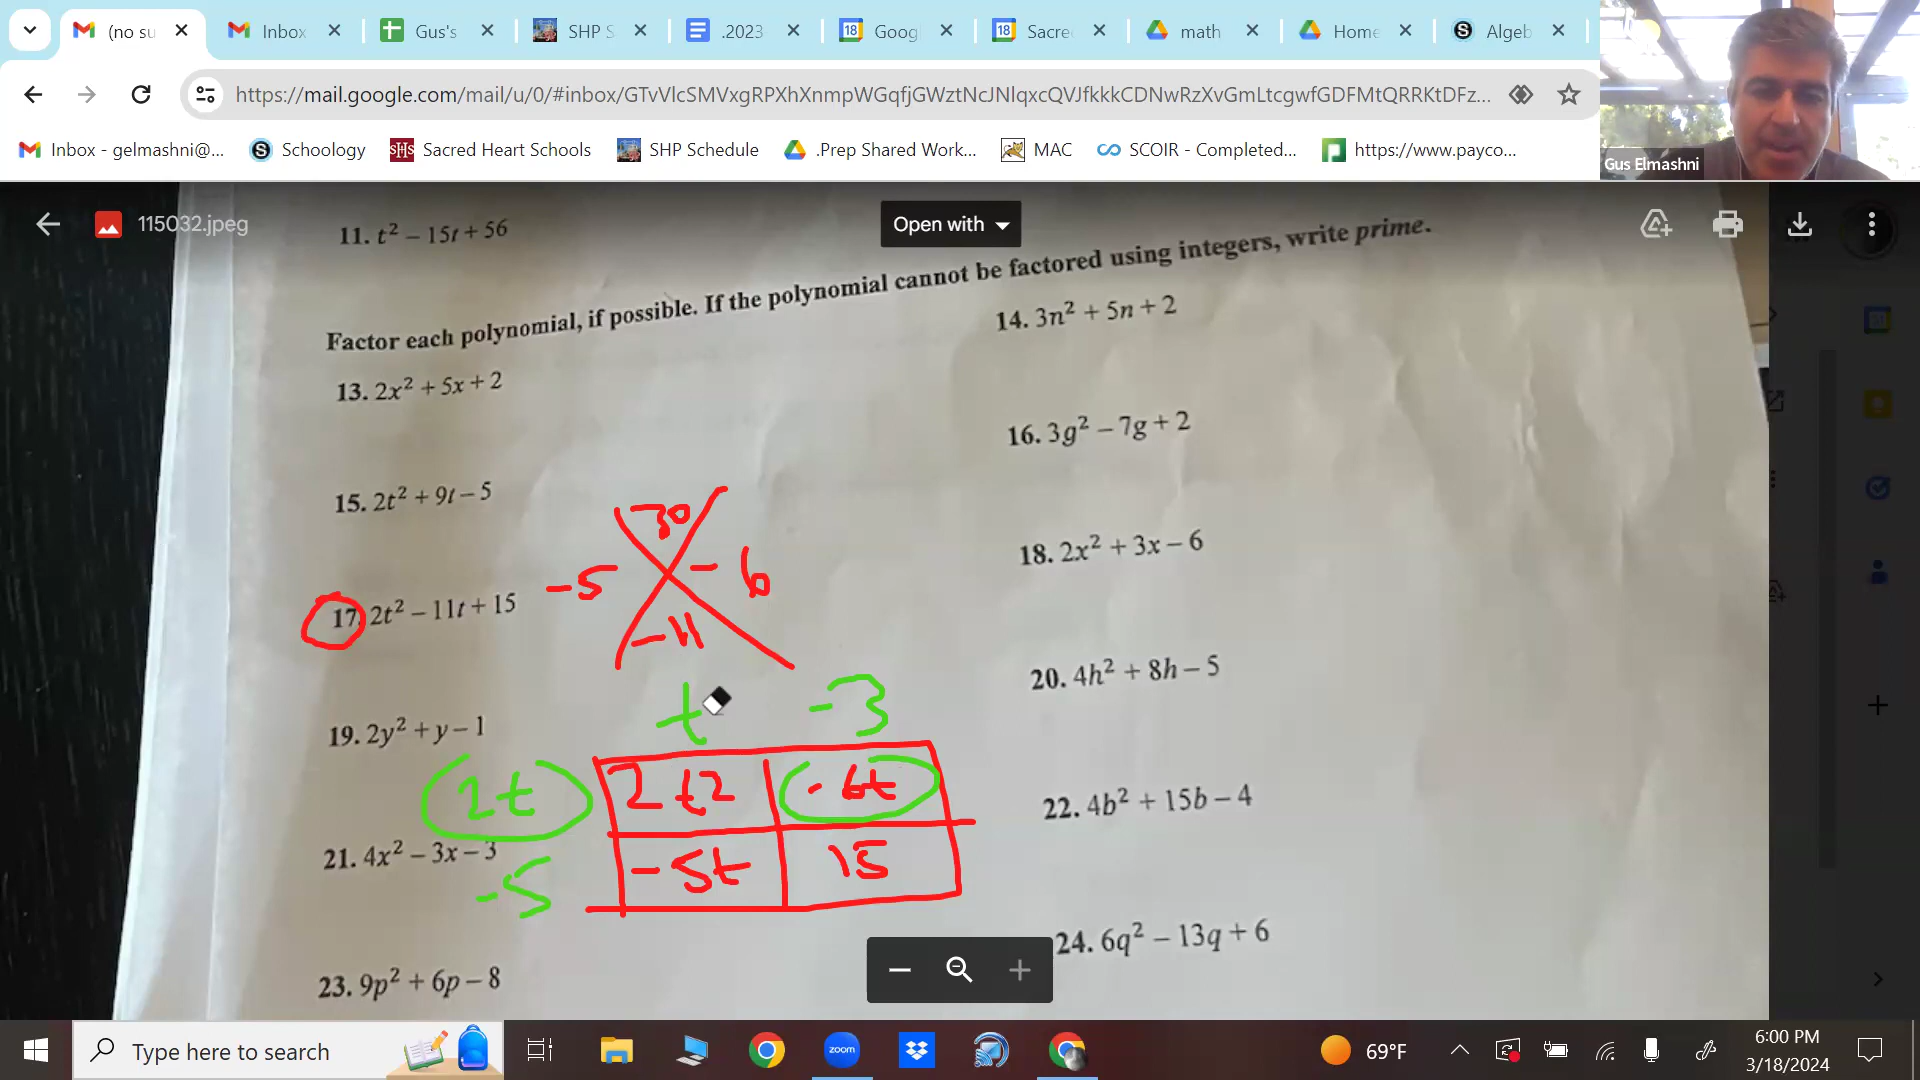 (no su
Inbox
Gus's
SHP S
.2023
18 Goog
18 Sacre
math
Home
Algeb
https://mail.google.com/mail/u/0/#inbox/GTvVlcSMVxgRPXhXnmpWGqfjGWztNcJNlqxcQVJfkkkCDNwRzXvGmLtcgwfGDFMtQRRKtDFz...
Inbox - gelmashni@...
Schoology
SHS Sacred Heart Schools
SHP Schedule
.Prep Shared Work...
MAC
SCOIR - Completed...
https://www.payco...
Gus Elmashni
115032.jpeg
Open with
11. t² – 15t + 56
Factor each polynomial, if possible. If the polynomial cannot be factored using integers, write prime.
13. 2x² + 5x + 2
14. 3n² + 5n + 2
15. 2t² + 9t – 5
16. 3g² – 7g + 2
30
-5
-6
-11
17. 2t² – 11t + 15
18. 2x² + 3x – 6
t -3
19. 2y² + y – 1
20. 4h² + 8h – 5
2t 2t2 -6t
-5 -5t 15
21. 4x² – 3x – 3
22. 4b² + 15b – 4
23. 9p² + 6p – 8
24. 6q² – 13q + 6
Type here to search
zoom
69°F
6:00 PM
3/18/2024